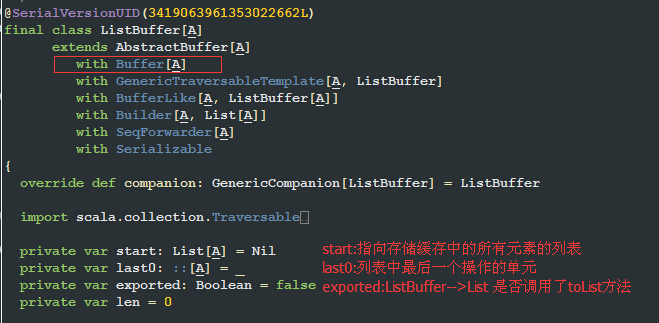 @SerialVersionUID(3419063961353022662L)
final class ListBuffer[A]
extends AbstractBuffer[A]
with Buffer[A]
with GenericTraversableTemplate[A, ListBuffer]
with BufferLike[A, ListBuffer[A]]
with Builder[A, List[A]]
with SeqForwarder[A]
with Serializable
{
override def companion: GenericCompanion[ListBuffer] = ListBuffer
import scala.collection.Traversable
private var start: List[A] = Nil
start:指向存储缓存中的所有元素的列表
private var last0: ::[A] = _
last0:列表中最后一个操作的单元
private var exported: Boolean = false
exported:ListBuffer-->List 是否调用了toList方法
private var len = 0